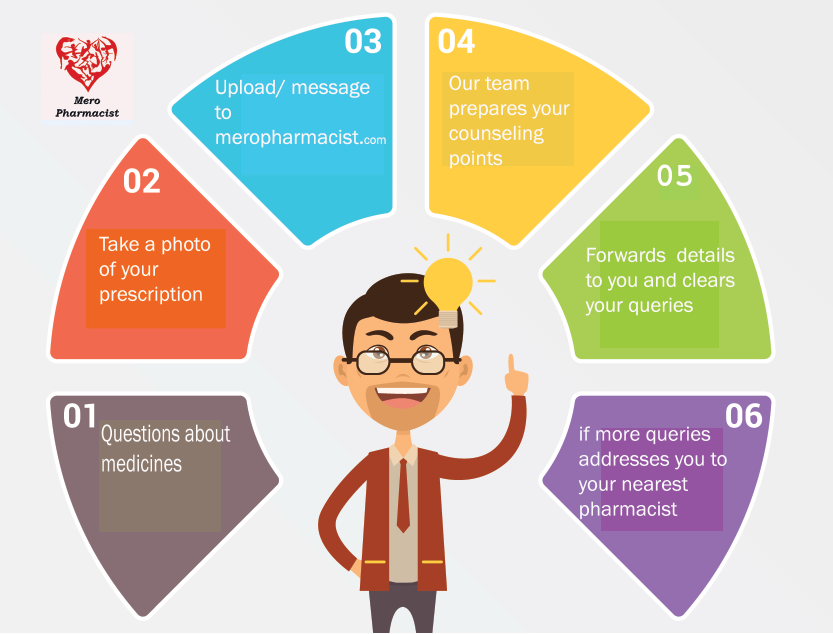 Mero
Pharmacist
01
Questions about
medicines
02
Take a photo
of your
prescription
03
Upload/ message
to
meropharmacist.com
04
Our team
prepares your
counseling
points
05
Forwards details
to you and clears
your queries
06
if more queries
addresses you to
your nearest
pharmacist